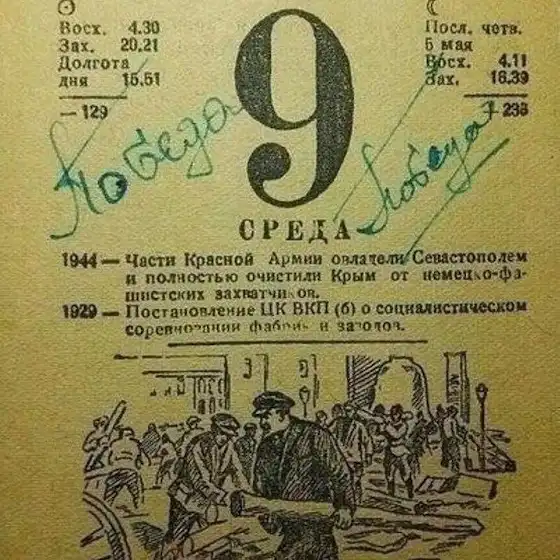 Восх. 4.30
Зах. 20.21
Долгота
дня 15.51
— 129
9
Посл. четв.
5 мая
Восх. 4.11
Зах. 16.39
+ 236
Победа
Победа
СРЕДА
1944 — Части Красной Армии овладели Севастополем
и полностью очистили Крым от немецко-фа-
шистских захватчиков.
1929 — Постановление ЦК ВКП (б) о социалистическом
соревновании фабрик и заводов.